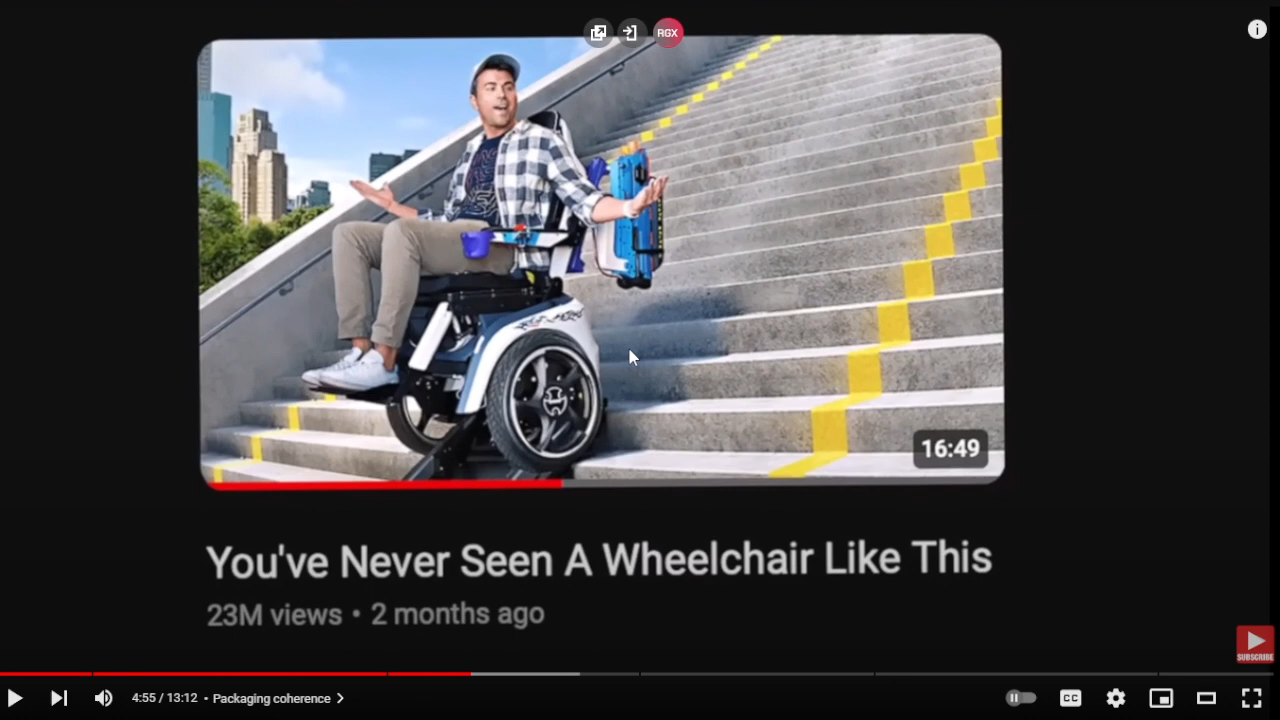 RGX
16:49
You've Never Seen A Wheelchair Like This
23M views • 2 months ago
SUBSCRIBE
4:55 / 13:12 • Packaging coherence
CC